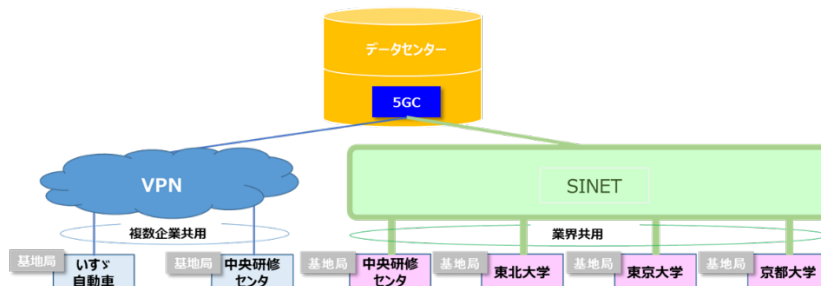 データセンター
5GC
VPN
SINET
複数企業共用
業界共用
基地局
いすゞ
自動車
基地局
中央研修
センタ
基地局
中央研修
センタ
基地局
東北大学
基地局
東京大学
基地局
京都大学